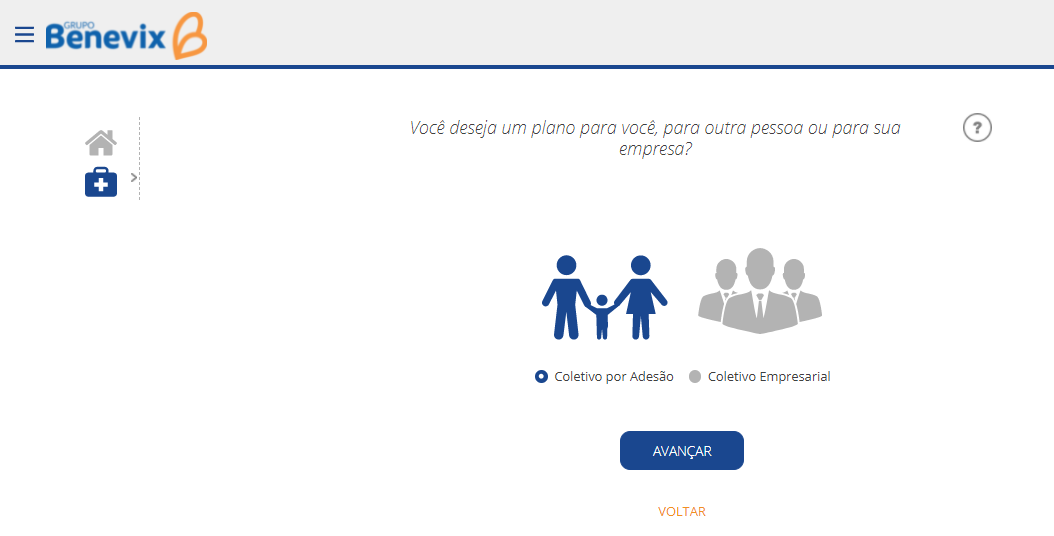 GRUPO
Benevix
Você deseja um plano para você, para outra pessoa ou para sua
empresa?
?
Coletivo por Adesão
Coletivo Empresarial
AVANÇAR
VOLTAR